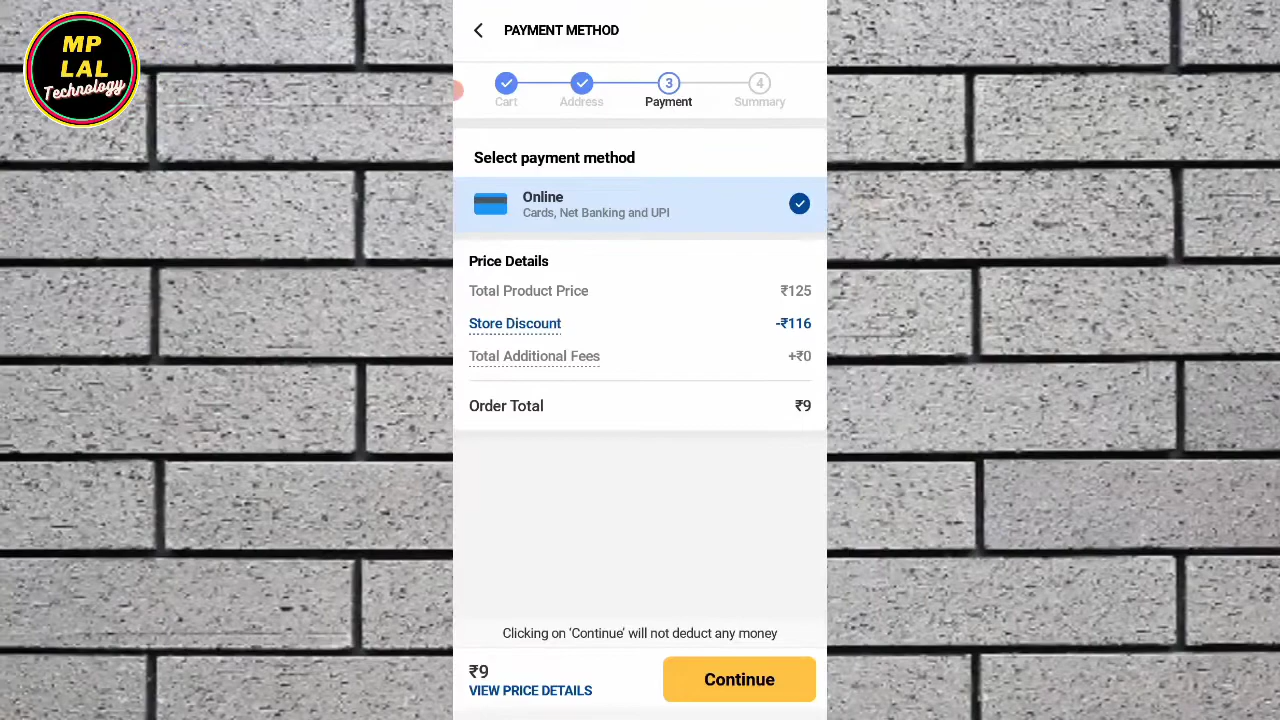 MP
LAL
Technology
PAYMENT METHOD
3
4
Cart
Address
Payment
Summary
Select payment method
Online
Cards, Net Banking and UPI
Price Details
Total Product Price
₹125
Store Discount
-₹116
Total Additional Fees
+₹0
Order Total
₹9
Clicking on 'Continue' will not deduct any money
₹9
VIEW PRICE DETAILS
Continue